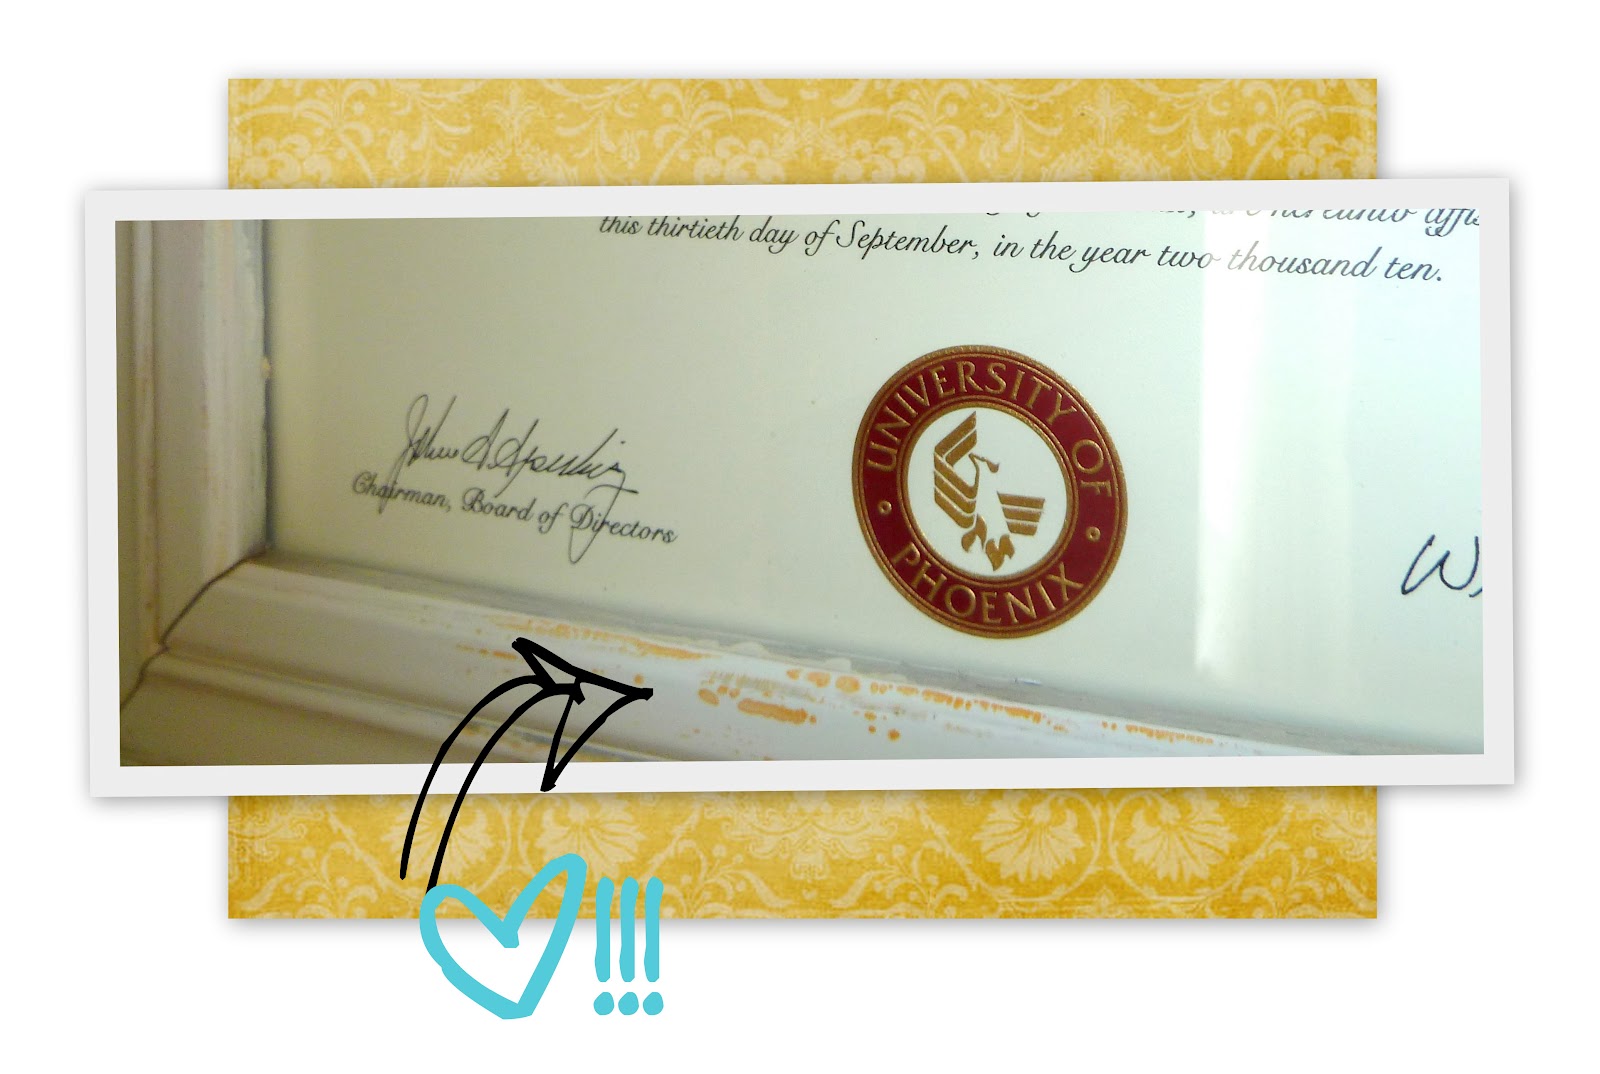 this thirtieth day of September, in the year two thousand ten.
Chairman, Board of Directors
UNIVERSITY OF
PHOENIX
!!!